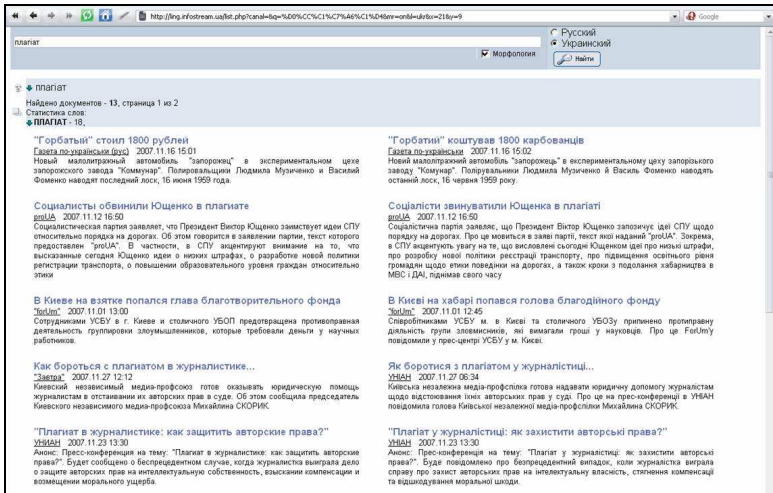 http://ling.infostream.ua/list.php?canal=&q=%D0%CC%C1%C7%A6%C1%D4&mr=on&l=ukr&x=21&y=9
Google
плагіат
Морфология
Русский
Украинский
Найти
плагіат
Найдено документов - 13, страница 1 из 2
Статистика слов:
ПЛАГІАТ - 18,
"Горбатый" стоил 1800 рублей
Газета по-українськи (рус) 2007.11.16 15:01
Новый малолитражный автомобиль "запорожец" в экспериментальном цехе
запорожского завода "Коммунар". Полировальщики Людмила Музиченко и Василий
Фоменко наводят последний лоск, 16 июня 1959 года.
Социалисты обвинили Ющенко в плагиате
proUA 2007.11.12 16:50
Социалистическая партия заявляет, что Президент Виктор Ющенко заимствует идеи СПУ
относительно порядка на дорогах. Об этом говорится в заявлении партии, текст которого
предоставлен "proUA". В частности, в СПУ акцентируют внимание на то, что
высказанные сегодня Ющенко идеи о низких штрафах, о разработке новой политики
регистрации транспорта, о повышении образовательного уровня граждан относительно
этики
В Киеве на взятке попался глава благотворительного фонда
"forUm" 2007.11.01 13:00
Сотрудниками УСБУ в г. Киеве и столичного УБОП предотвращена противоправная
деятельность группировки злоумышленников, которые требовали деньги у научных
работников.
Как бороться с плагиатом в журналистике...
"Завтра" 2007.11.27 12:12
Киевский независимый медиа-профсоюз готов оказывать юридическую помощь
журналистам в отстаивании их авторских прав в суде. Об этом сообщила председатель
Киевского независимого медиа-профсоюза Михайлина СКОРИК.
"Плагиат в журналистике: как защитить авторские права?"
УНИАН 2007.11.23 13:30
Анонс: Пресс-конференция на тему: "Плагиат в журналистике: как защитить авторские
права?". Будет сообщено о беспрецедентном случае, когда журналистка выиграла дело
о защите авторских прав на интеллектуальную собственность, взыскании компенсации и
возмещении морального ущерба.
"Горбатий" коштував 1800 карбованців
Газета по-українськи 2007.11.16 15:02
Новий малолітражний автомобіль "запорожець" в експериментальному цеху запорізького
заводу "Комунар". Полірувальники Людмила Музиченко й Василь Фоменко наводять
останній лоск, 16 червня 1959 року.
Соціалісти звинуватили Ющенка в плагіаті
proUA 2007.11.12 16:50
Соціалістична партія заявляє, що Президент Віктор Ющенко запозичує ідеї СПУ щодо
порядку на дорогах. Про це мовиться в заяві партії, текст якої наданий "proUA". Зокрема,
в СПУ акцентують увагу на те, що висловлені сьогодні Ющенком ідеї про низькі штрафи,
про розробку нової політики реєстрації транспорту, про підвищення освітнього рівня
громадян щодо етики поведінки на дорогах, а також кроки з подолання хабарництва в
МВС і ДАІ, піднімав свого часу
В Києві на хабарі попався голова благодійного фонду
"forUm" 2007.11.01 12:45
Співробітниками УСБУ м. в Києві та столичного УБОЗу припинено протиправну
діяльність групи зловмисників, які вимагали гроші у науковців. Про це ForUm'у
повідомили у прес-центрі УСБУ у м. Києві.
Як боротися з плагіатом у журналістиці...
УНІАН 2007.11.27 06:34
Київська незалежна медіа-профспілка готова надавати юридичну допомогу журналістам
щодо відстоювання їхніх авторських прав у суді. Про це на прес-конференції в УНІАН
повідомила голова Київської незалежної медіа-профспілки Михайлина СКОРИК.
"Плагіат у журналістиці: як захистити авторські права?"
УНІАН 2007.11.23 13:30
Анонс: Прес-конференція на тему: "Плагіат у журналістиці: як захистити авторські
права?". Буде повідомлено про безпрецедентний випадок, коли журналістка виграла
справу про захист авторських прав на інтелектуальну власність, стягнення компенсації
та відшкодування моральної шкоди.